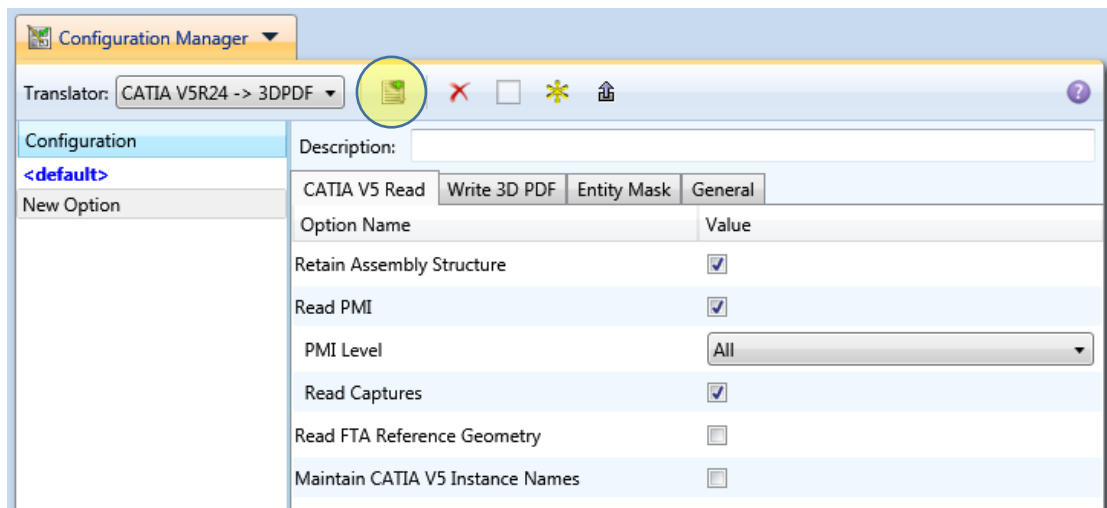 Configuration Manager
Translator: CATIA V5R24 -> 3DPDF
Configuration
Description:
<default>
CATIA V5 Read Write 3D PDF Entity Mask General
New Option
Option Name Value
Retain Assembly Structure
Read PMI
PMI Level All
Read Captures
Read FTA Reference Geometry
Maintain CATIA V5 Instance Names